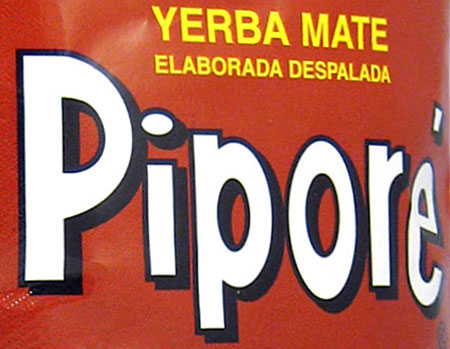 YERBA MATE
ELABORADA DESPALADA
Piporé